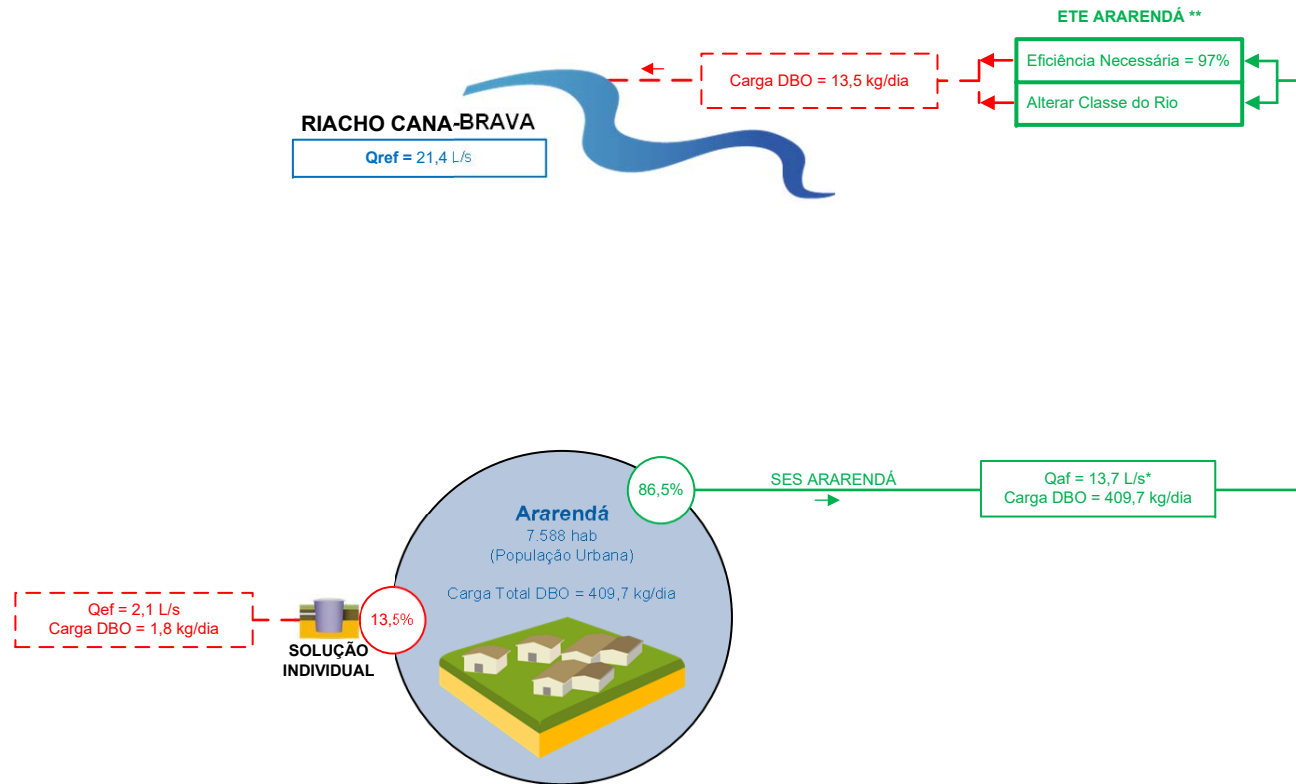 ETE ARARENDÁ **
Eficiência Necessária = 97%
Alterar Classe do Rio
Carga DBO = 13,5 kg/dia
RIACHO CANA-BRAVA
Qref = 21,4 L/s
86,5%
SES ARARENDÁ
Qaf = 13,7 L/s*
Carga DBO = 409,7 kg/dia
Ararendá
7.588 hab
(População Urbana)
Carga Total DBO = 409,7 kg/dia
Qef = 2,1 L/s
Carga DBO = 1,8 kg/dia
13,5%
SOLUÇÃO
INDIVIDUAL